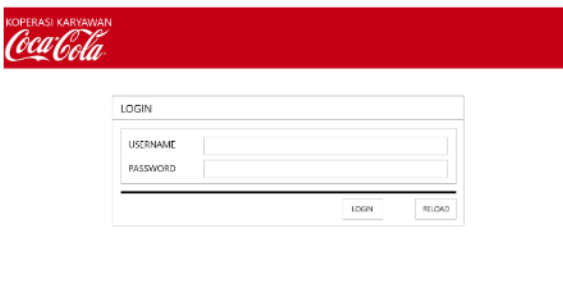 KOPERASI KARYAWAN
Coca-Cola
LOGIN
USERNAME
PASSWORD
LOGIN RELOAD